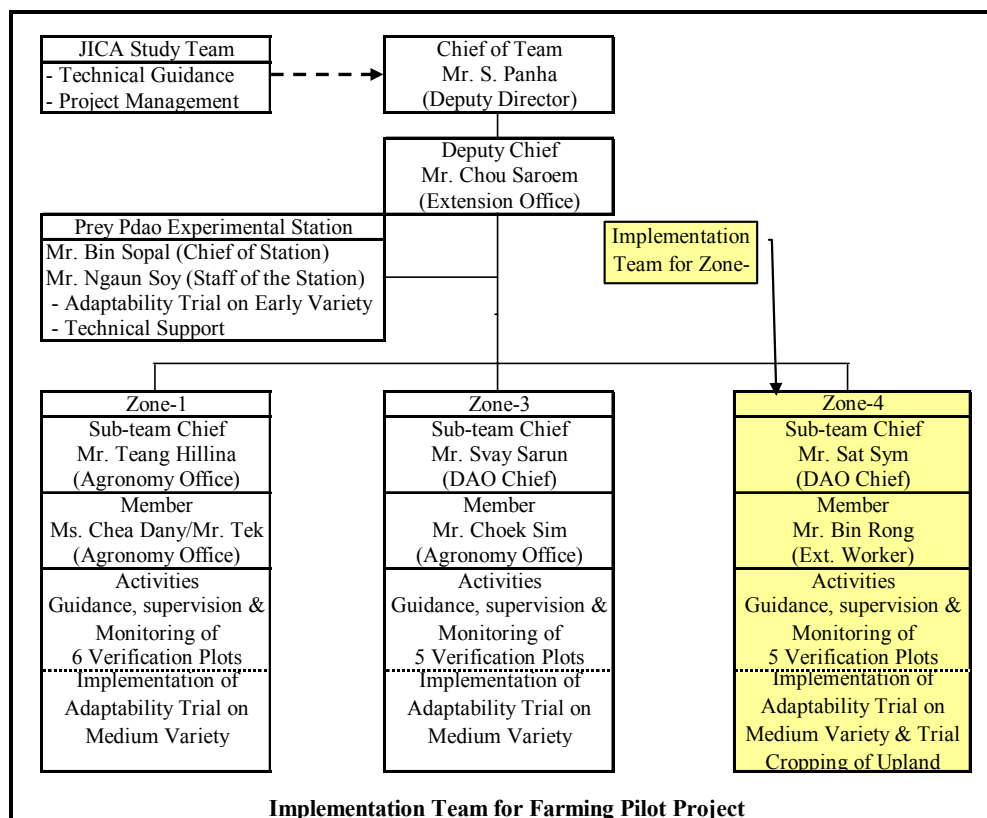 JICA Study Team
- Technical Guidance
- Project Management
Chief of Team
Mr. S. Panha
(Deputy Director)
Deputy Chief
Mr. Chou Saroem
(Extension Office)
Prey Pdao Experimental Station
Mr. Bin Sopal (Chief of Station)
Mr. Ngaun Soy (Staff of the Station)
- Adaptability Trial on Early Variety
- Technical Support
Implementation
Team for Zone-
Zone-1
Sub-team Chief
Mr. Teang Hillina
(Agronomy Office)
Member
Ms. Chea Dany/Mr. Tek
(Agronomy Office)
Activities
Guidance, supervision &
Monitoring of
6 Verification Plots
Implementation of
Adaptability Trial on
Medium Variety
Zone-3
Sub-team Chief
Mr. Svay Sarun
(DAO Chief)
Member
Mr. Choek Sim
(Agronomy Office)
Activities
Guidance, supervision &
Monitoring of
5 Verification Plots
Implementation of
Adaptability Trial on
Medium Variety
Zone-4
Sub-team Chief
Mr. Sat Sym
(DAO Chief)
Member
Mr. Bin Rong
(Ext. Worker)
Activities
Guidance, supervision &
Monitoring of
5 Verification Plots
Implementation of
Adaptability Trial on
Medium Variety & Trial
Cropping of Upland
Implementation Team for Farming Pilot Project